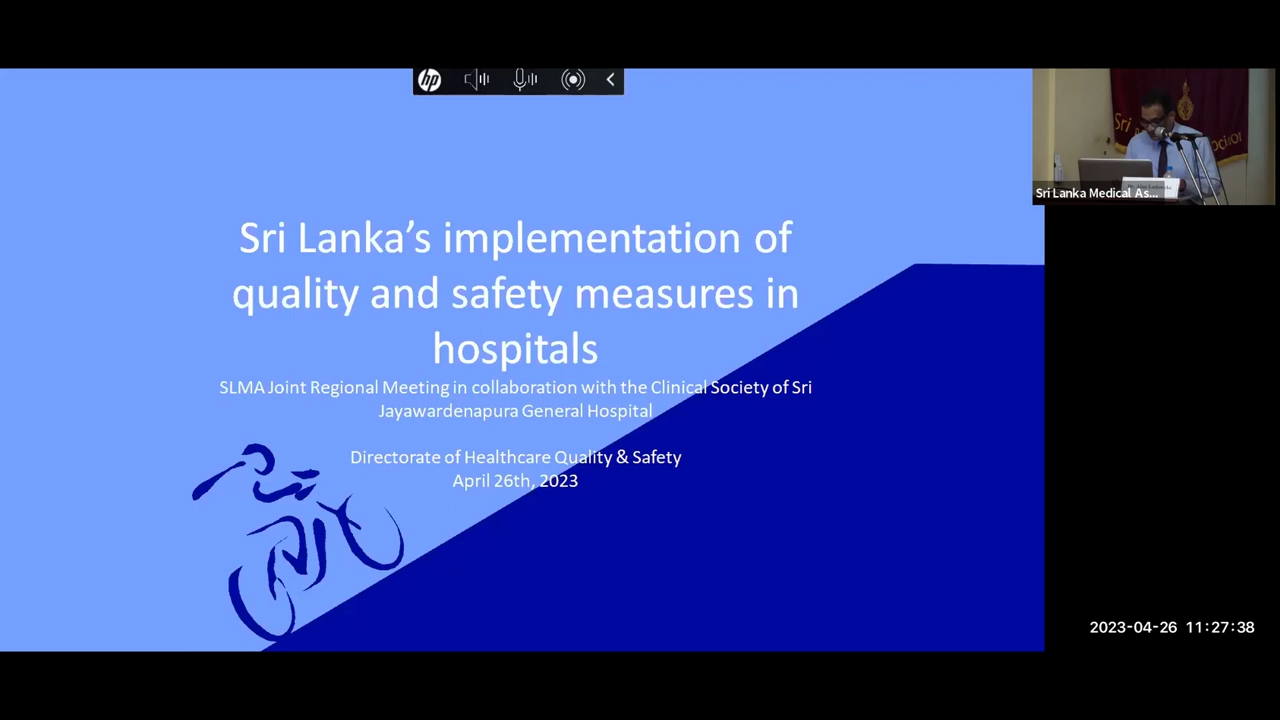 hp
Sri Lanka's implementation of
quality and safety measures in
hospitals
SLMA Joint Regional Meeting in collaboration with the Clinical Society of Sri
Jayawardenapura General Hospital
Directorate of Healthcare Quality & Safety
April 26th, 2023
Sri
Sri Lanka Medical As...
2023-04-26 11:27:38